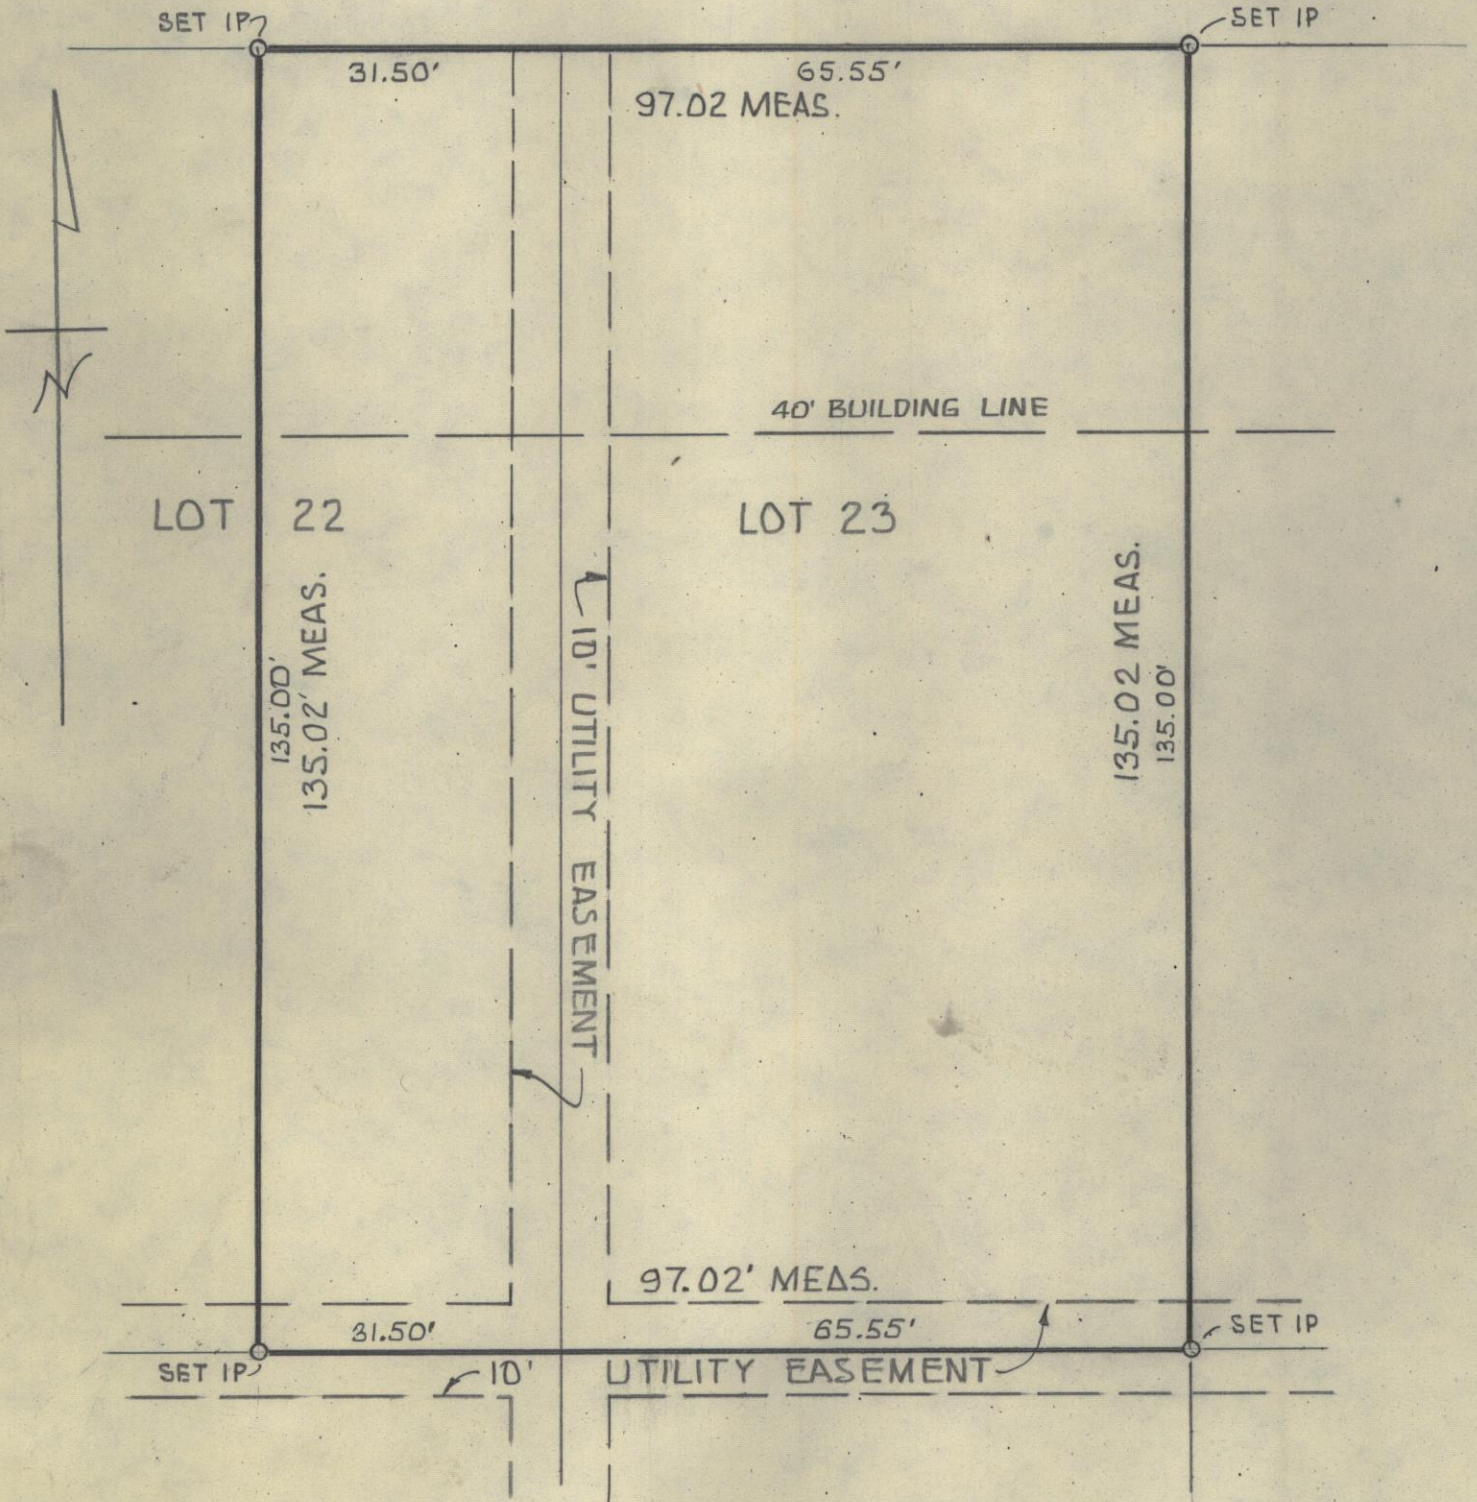 SET IP
SET IP
31.50'
65.55'
97.02 MEAS.
40' BUILDING LINE
LOT 22
LOT 23
135.00'
135.02' MEAS.
10' UTILITY EASEMENT
135.02 MEAS.
135.00'
97.02' MEAS.
31.50'
65.55'
SET IP
SET IP
10' UTILITY EASEMENT